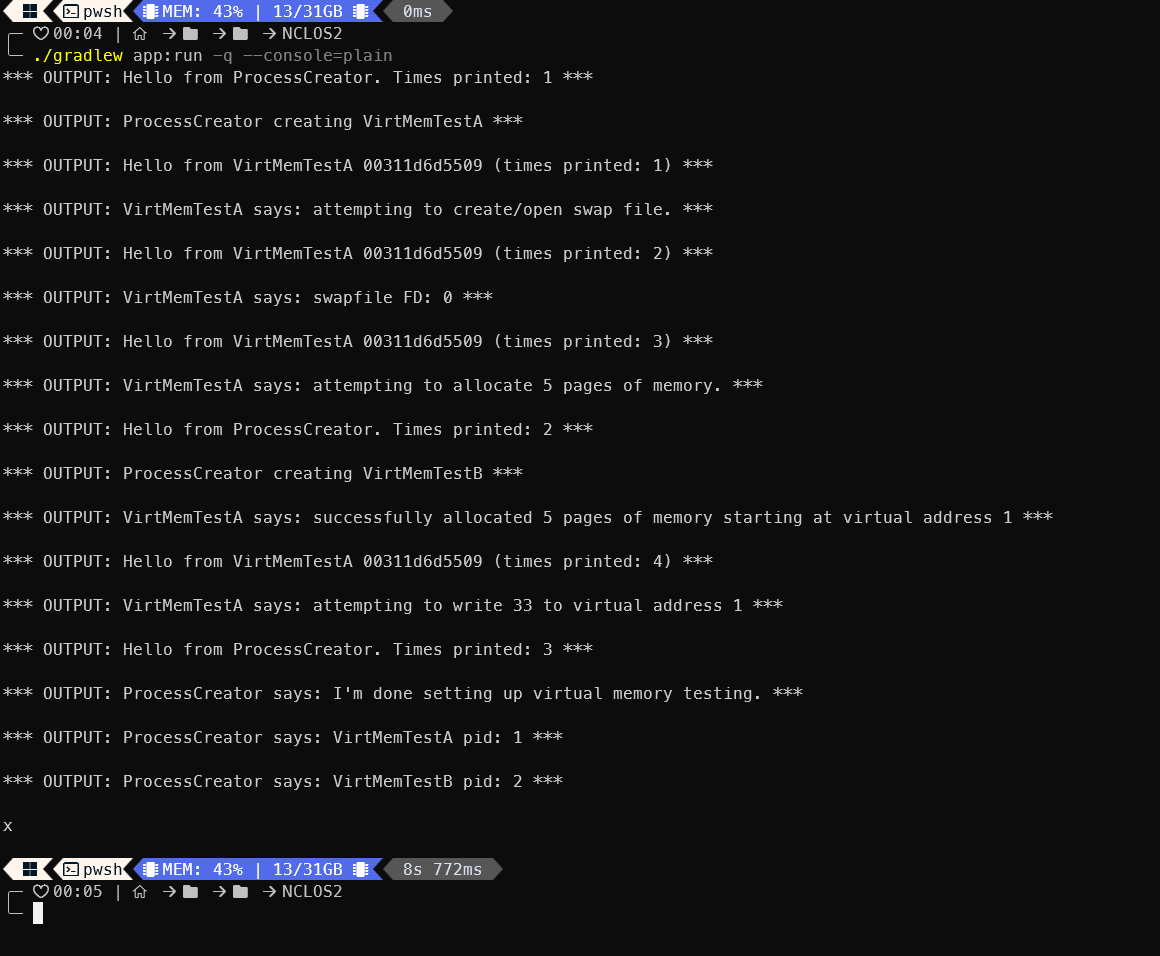 pwsh MEM: 43% | 13/31GB 0ms
00:04 | → → → NCLOS2
./gradlew app:run -q --console=plain
*** OUTPUT: Hello from ProcessCreator. Times printed: 1 ***
*** OUTPUT: ProcessCreator creating VirtMemTestA ***
*** OUTPUT: Hello from VirtMemTestA 00311d6d5509 (times printed: 1) ***
*** OUTPUT: VirtMemTestA says: attempting to create/open swap file. ***
*** OUTPUT: Hello from VirtMemTestA 00311d6d5509 (times printed: 2) ***
*** OUTPUT: VirtMemTestA says: swapfile FD: 0 ***
*** OUTPUT: Hello from VirtMemTestA 00311d6d5509 (times printed: 3) ***
*** OUTPUT: VirtMemTestA says: attempting to allocate 5 pages of memory. ***
*** OUTPUT: Hello from ProcessCreator. Times printed: 2 ***
*** OUTPUT: ProcessCreator creating VirtMemTestB ***
*** OUTPUT: VirtMemTestA says: successfully allocated 5 pages of memory starting at virtual address 1 ***
*** OUTPUT: Hello from VirtMemTestA 00311d6d5509 (times printed: 4) ***
*** OUTPUT: VirtMemTestA says: attempting to write 33 to virtual address 1 ***
*** OUTPUT: Hello from ProcessCreator. Times printed: 3 ***
*** OUTPUT: ProcessCreator says: I'm done setting up virtual memory testing. ***
*** OUTPUT: ProcessCreator says: VirtMemTestA pid: 1 ***
*** OUTPUT: ProcessCreator says: VirtMemTestB pid: 2 ***
x
pwsh MEM: 43% | 13/31GB 8s 772ms
00:05 | → → → NCLOS2